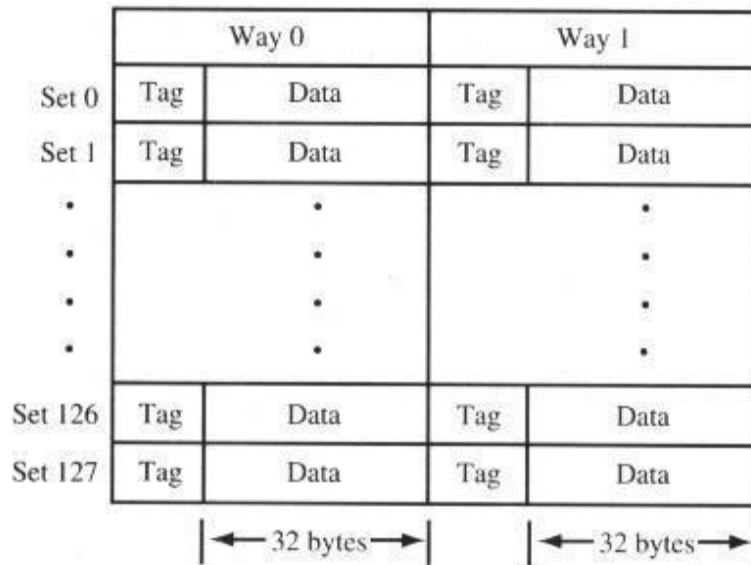 Way 0 Way 1
Set 0 Tag Data Tag Data
Set 1 Tag Data Tag Data
Set 126 Tag Data Tag Data
Set 127 Tag Data Tag Data
32 bytes 32 bytes